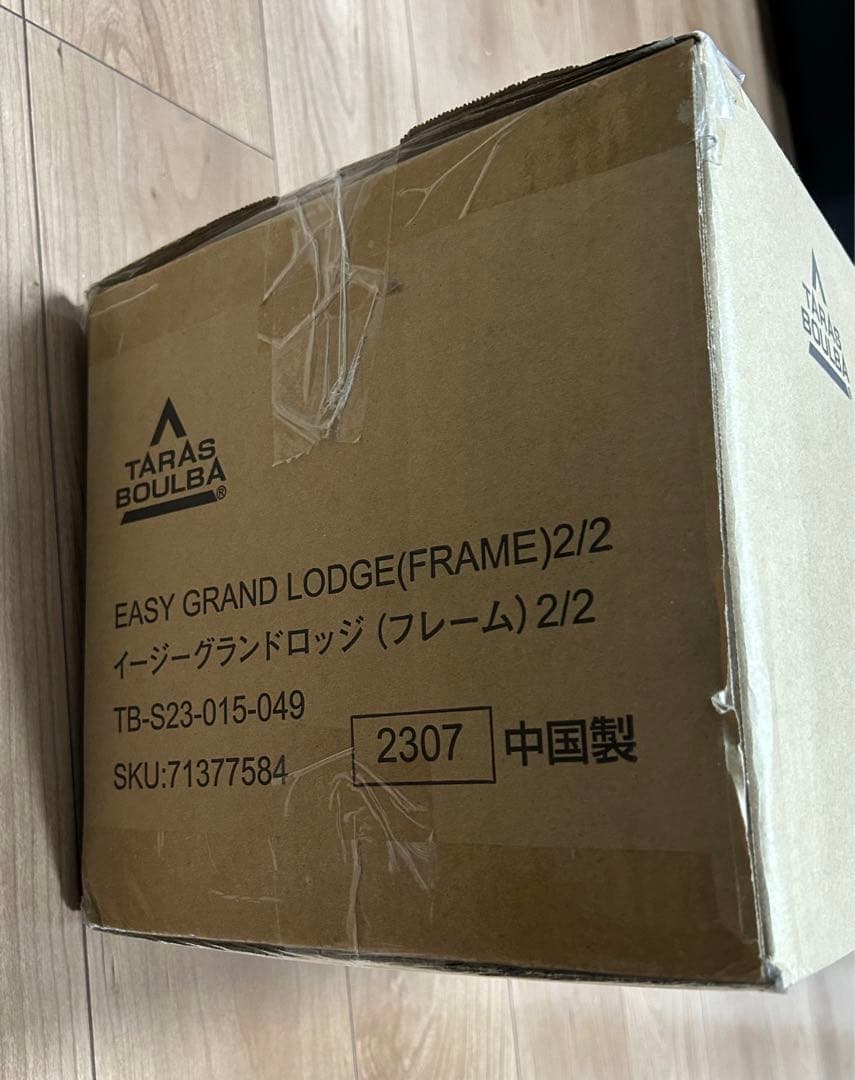 TARAS
BOULBA®
EASY GRAND LODGE(FRAME)2/2
イージーグランドロッジ(フレーム)2/2
TB-S23-015-049
SKU:71377584
2307 中国製
TARAS
BOULBA